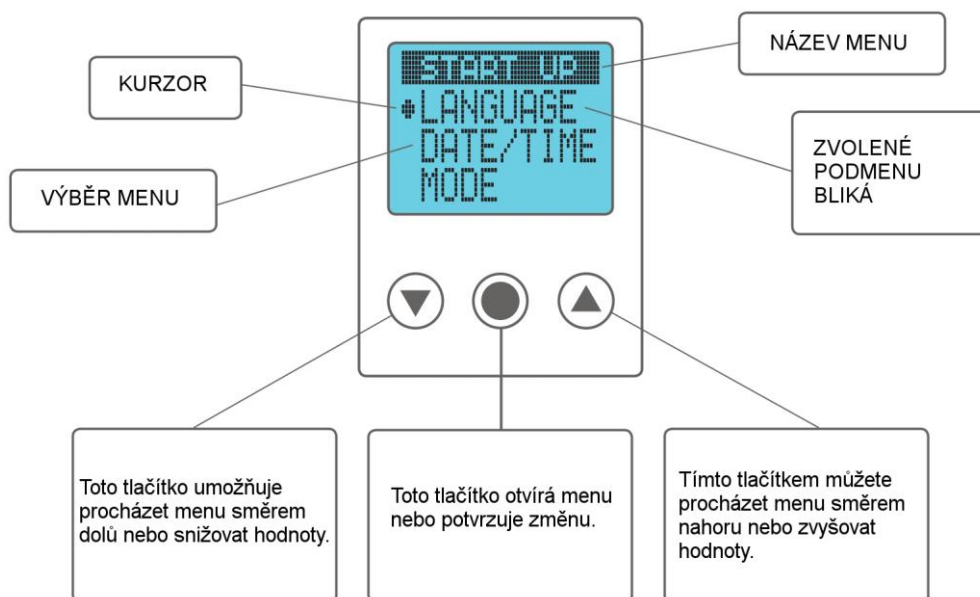 NÁZEV MENU
KURZOR
START UP
LANGUAGE
DATE/TIME
MODE
VÝBĚR MENU
ZVOLENÉ
PODMENU
BLIKÁ
Toto tlačítko umožňuje
procházet menu směrem
dolů nebo snižovat hodnoty.
Toto tlačítko otvírá menu
nebo potvrzuje změnu.
Tímto tlačítkem můžete
procházet menu směrem
nahoru nebo zvyšovat
hodnoty.